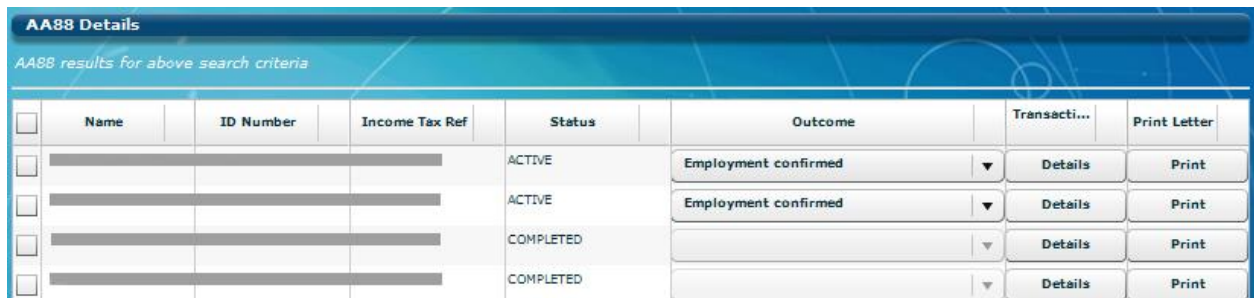 AA88 Details
AA88 results for above search criteria
Name ID Number Income Tax Ref Status Outcome Transacti... Print Letter
ACTIVE Employment confirmed Details Print
ACTIVE Employment confirmed Details Print
COMPLETED Details Print
COMPLETED Details Print